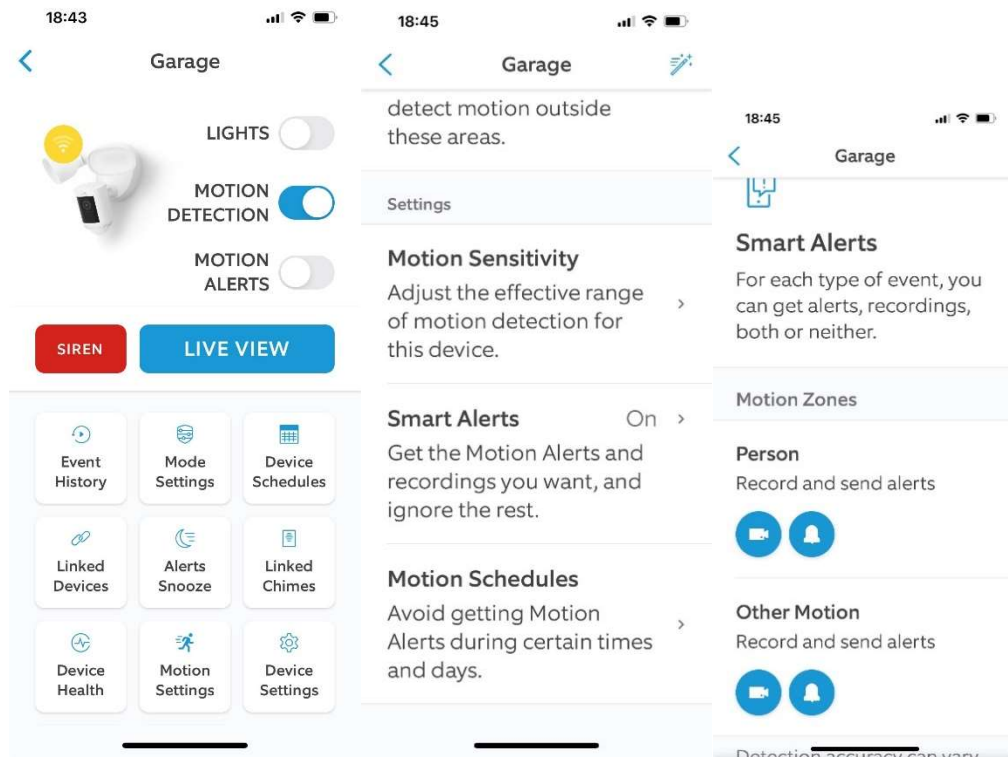 18:43
Garage
LIGHTS
MOTION
DETECTION
MOTION
ALERTS
SIREN
LIVE VIEW
Event
History
Mode
Settings
Device
Schedules
Linked
Devices
Alerts
Snooze
Linked
Chimes
Device
Health
Motion
Settings
Device
Settings
18:45
Garage
detect motion outside
these areas.
Settings
Motion Sensitivity
Adjust the effective range
of motion detection for
this device.
Smart Alerts On
Get the Motion Alerts and
recordings you want, and
ignore the rest.
Motion Schedules
Avoid getting Motion
Alerts during certain times
and days.
18:45
Garage
Smart Alerts
For each type of event, you
can get alerts, recordings,
both or neither.
Motion Zones
Person
Record and send alerts
Other Motion
Record and send alerts
Detection accuracy can vary